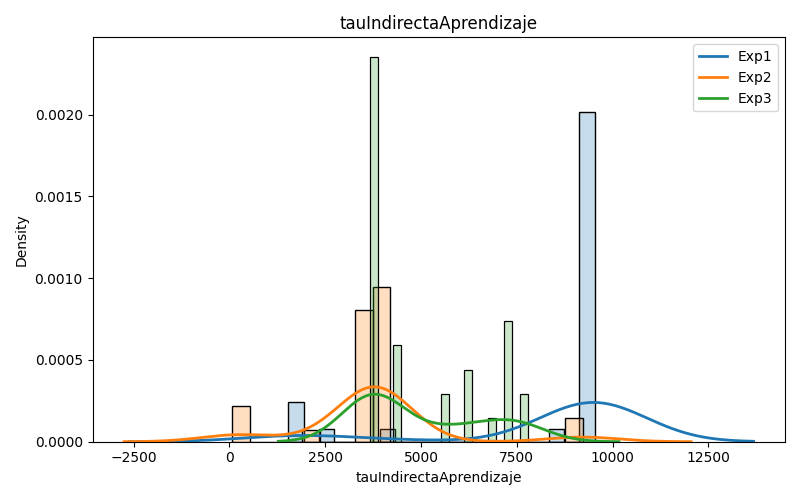 tauIndirectaAprendizaje
Exp1
Exp2
Exp3
Density
0.0020
0.0015
0.0010
0.0005
0.0000
−2500
0
2500
5000
7500
10000
12500
tauIndirectaAprendizaje